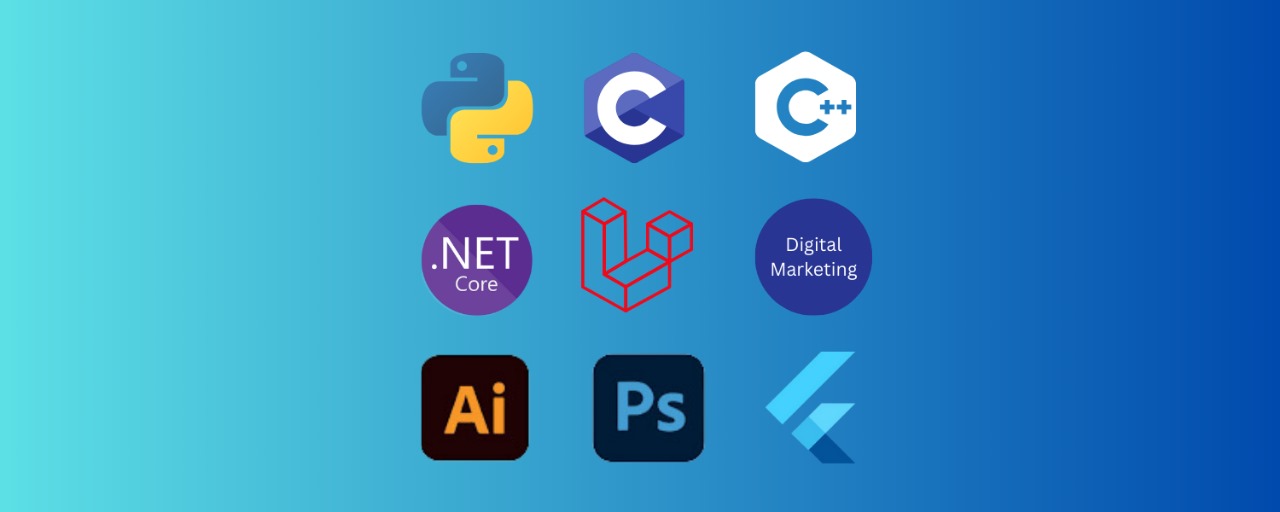 C
C++
.NET
Core
Digital
Marketing
Ai
Ps